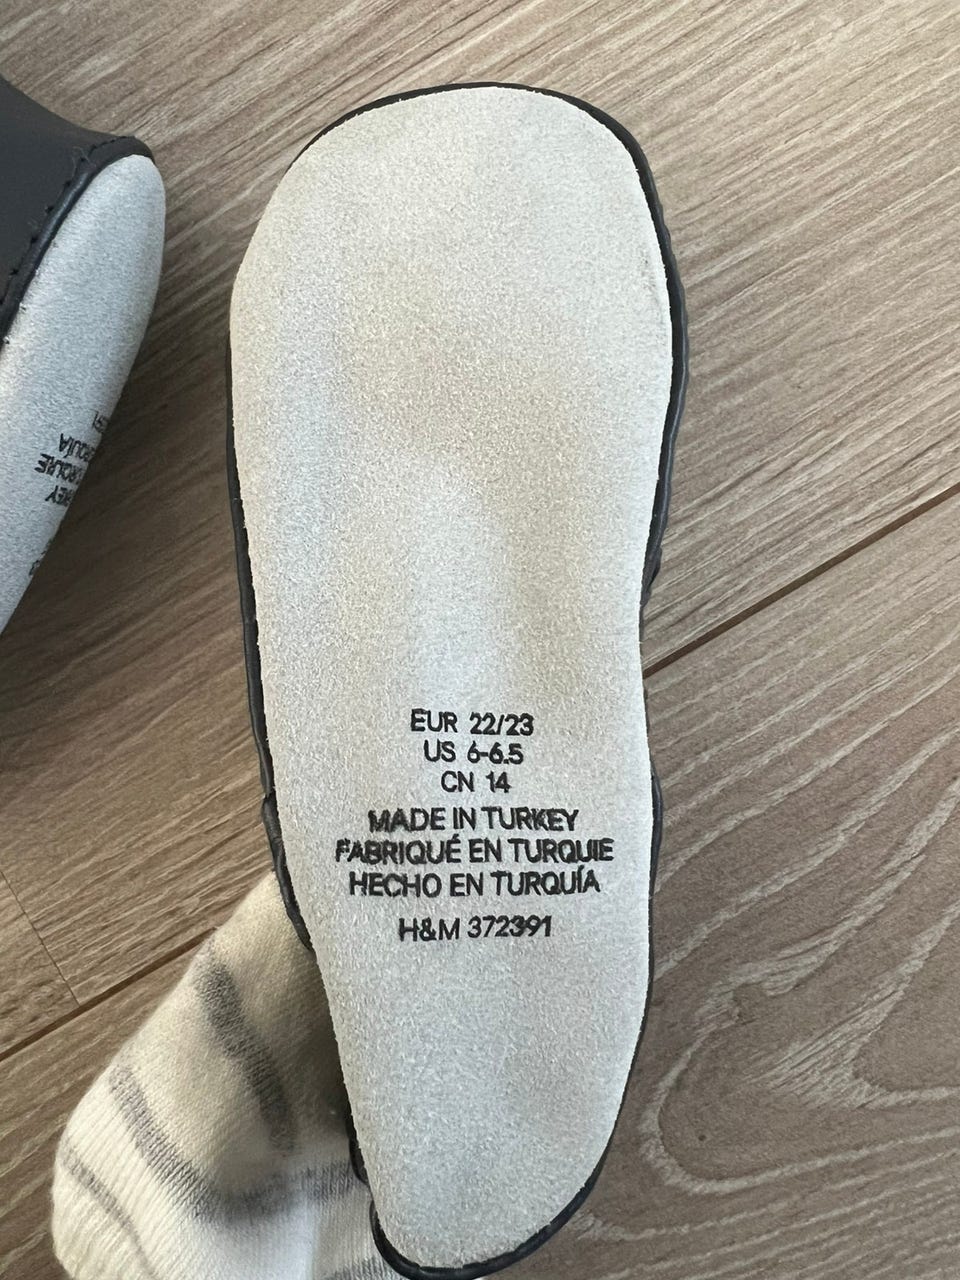 EUR 22/23
US 6-6.5
CN 14
MADE IN TURKEY
FABRIQUÉ EN TURQUIE
HECHO EN TURQUÍA
H&M 372391